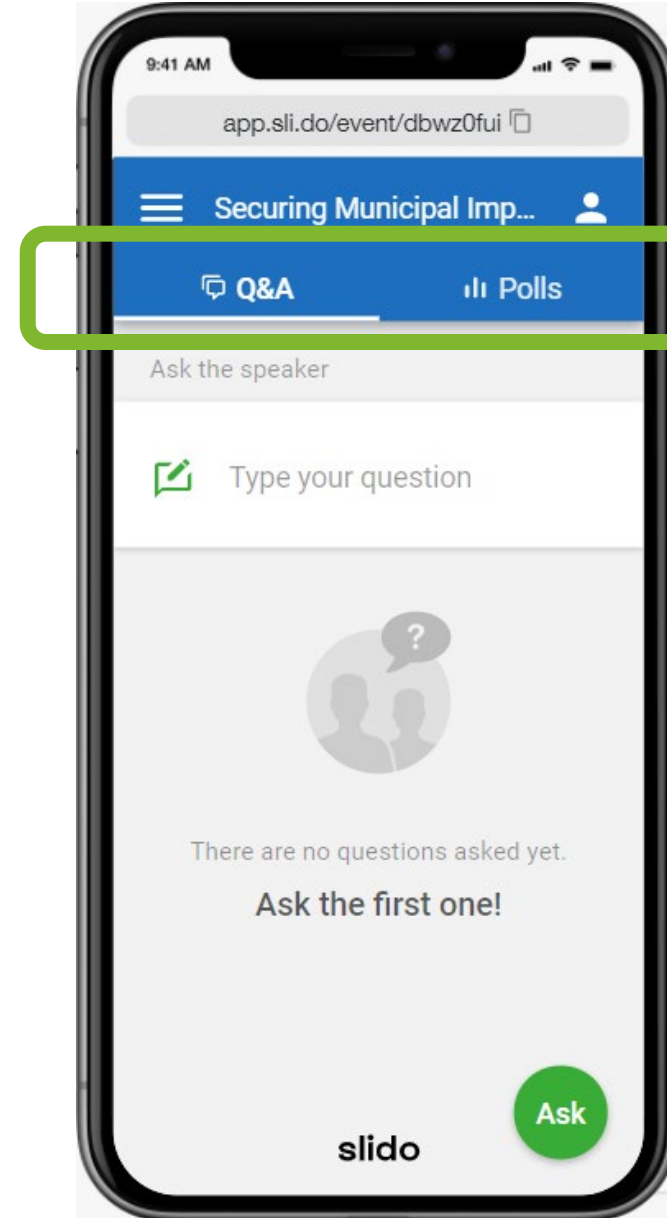 9:41 AM
app.sli.do/event/dbwz0fui
Securing Municipal Imp...
Q&A Polls
Ask the speaker
Type your question
?
There are no questions asked yet.
Ask the first one!
Ask
slido